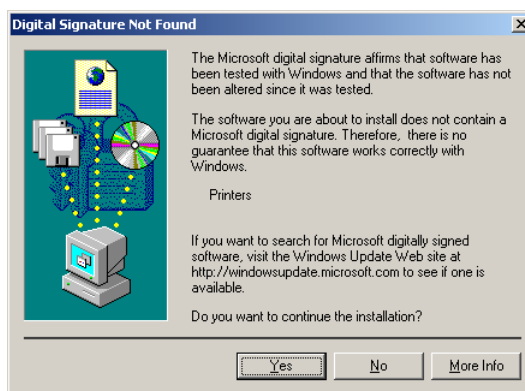 Digital Signature Not Found
The Microsoft digital signature affirms that software has
been tested with Windows and that the software has not
been altered since it was tested.
The software you are about to install does not contain a
Microsoft digital signature. Therefore, there is no
guarantee that this software works correctly with
Windows.
Printers
If you want to search for Microsoft digitally signed
software, visit the Windows Update Web site at
http://windowsupdate.microsoft.com to see if one is
available.
Do you want to continue the installation?
Yes No More Info